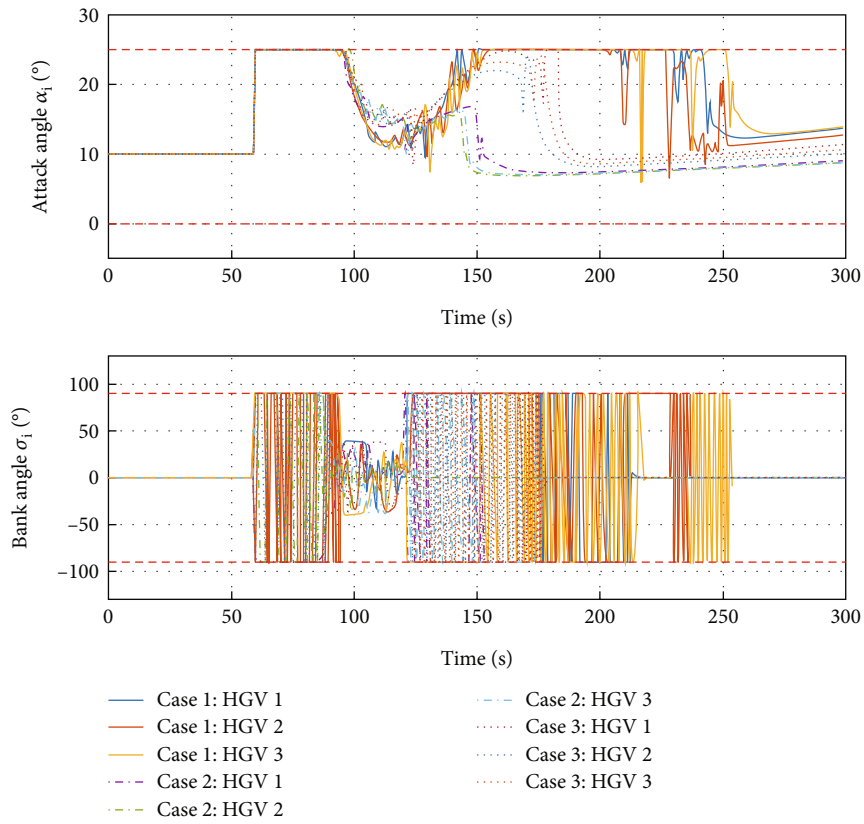 30
20
10
0
Attack angle αi (°)
0
50
100
150
200
250
300
Time (s)
100
50
0
−50
−100
Bank angle σi (°)
0
50
100
150
200
250
300
Time (s)
Case 1: HGV 1
Case 1: HGV 2
Case 1: HGV 3
Case 2: HGV 1
Case 2: HGV 2
Case 2: HGV 3
Case 3: HGV 1
Case 3: HGV 2
Case 3: HGV 3